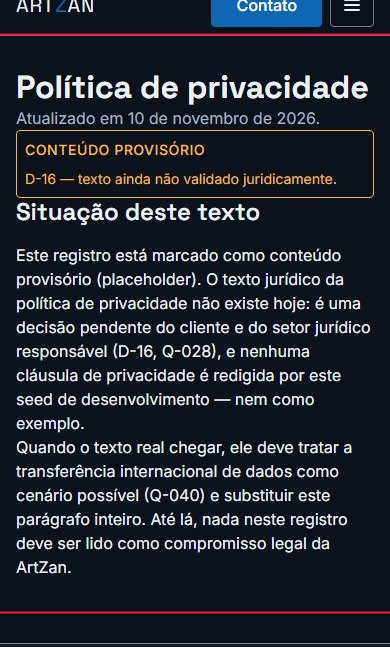 ARTZAN
Contato
Política de privacidade
Atualizado em 10 de novembro de 2026.
CONTEÚDO PROVISÓRIO
D-16 — texto ainda não validado juridicamente.
Situação deste texto
Este registro está marcado como conteúdo
provisório (placeholder). O texto jurídico da
política de privacidade não existe hoje: é uma
decisão pendente do cliente e do setor jurídico
responsável (D-16, Q-028), e nenhuma
cláusula de privacidade é redigida por este
seed de desenvolvimento — nem como
exemplo.
Quando o texto real chegar, ele deve tratar a
transferência internacional de dados como
cenário possível (Q-040) e substituir este
parágrafo inteiro. Até lá, nada neste registro
deve ser lido como compromisso legal da
ArtZan.